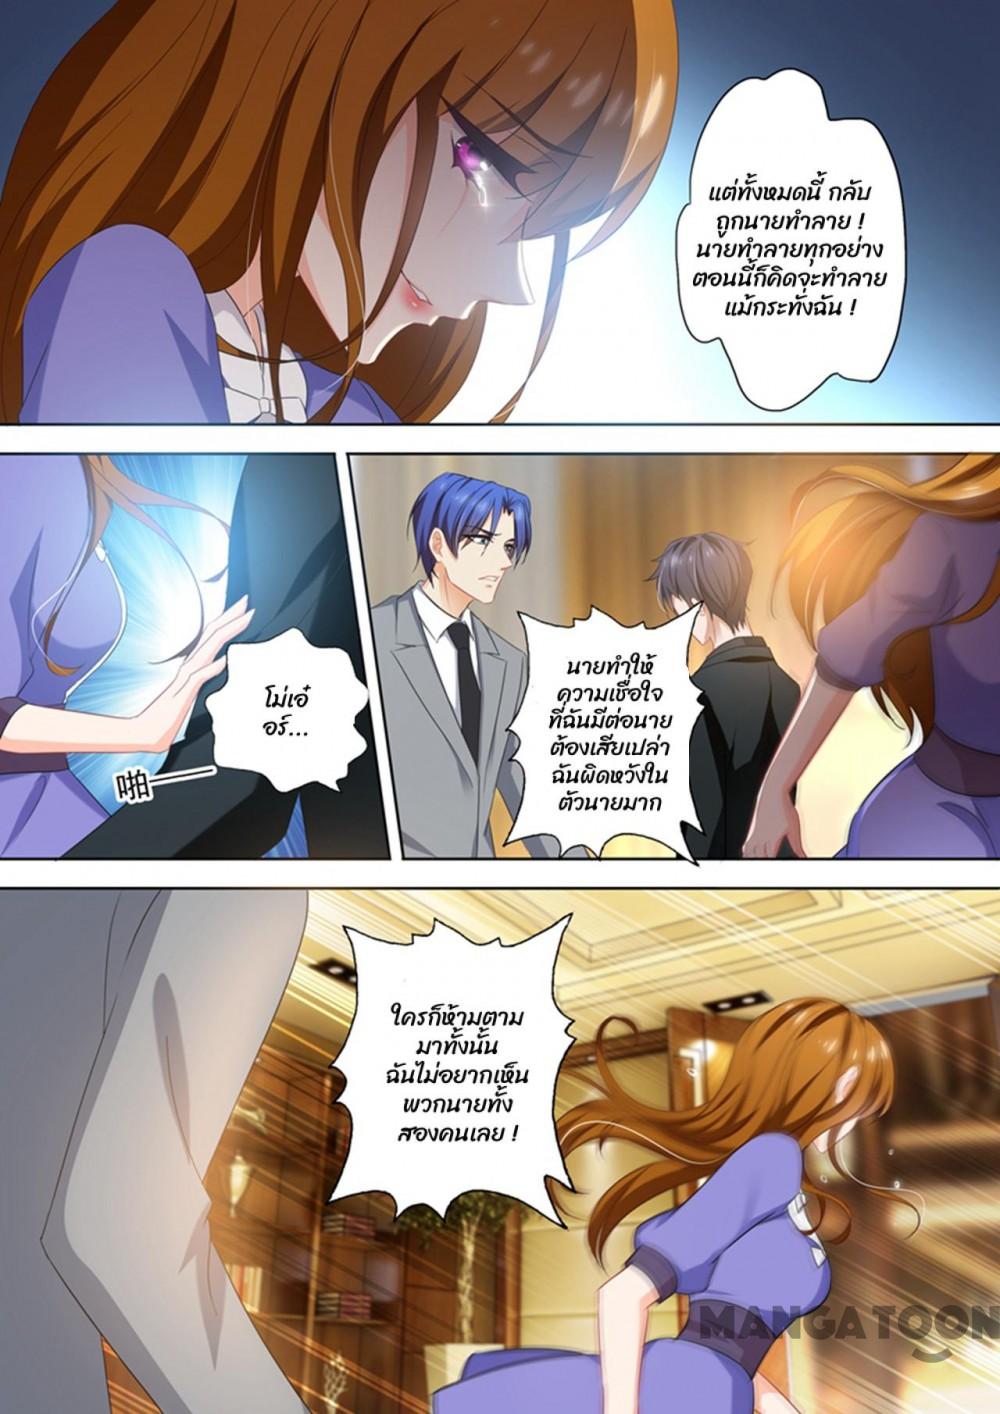 แต่ทั้งหมดนี้ กลับ
ถูกนายทำลาย !
นายทำลายทุกอย่าง
ตอนนี้ก็คิดจะทำลาย
แม้กระทั่งฉัน !
โม่เอ๋
อร์...
啪
นายทำให้
ความเชื่อใจ
ที่ฉันมีต่อนาย
ต้องเสียเปล่า
ฉันผิดหวังใน
ตัวนายมาก
ใครก็ห้ามตาม
มาทั้งนั้น
ฉันไม่อยากเห็น
พวกนายทั้ง
สองคนเลย !
MANGATOON